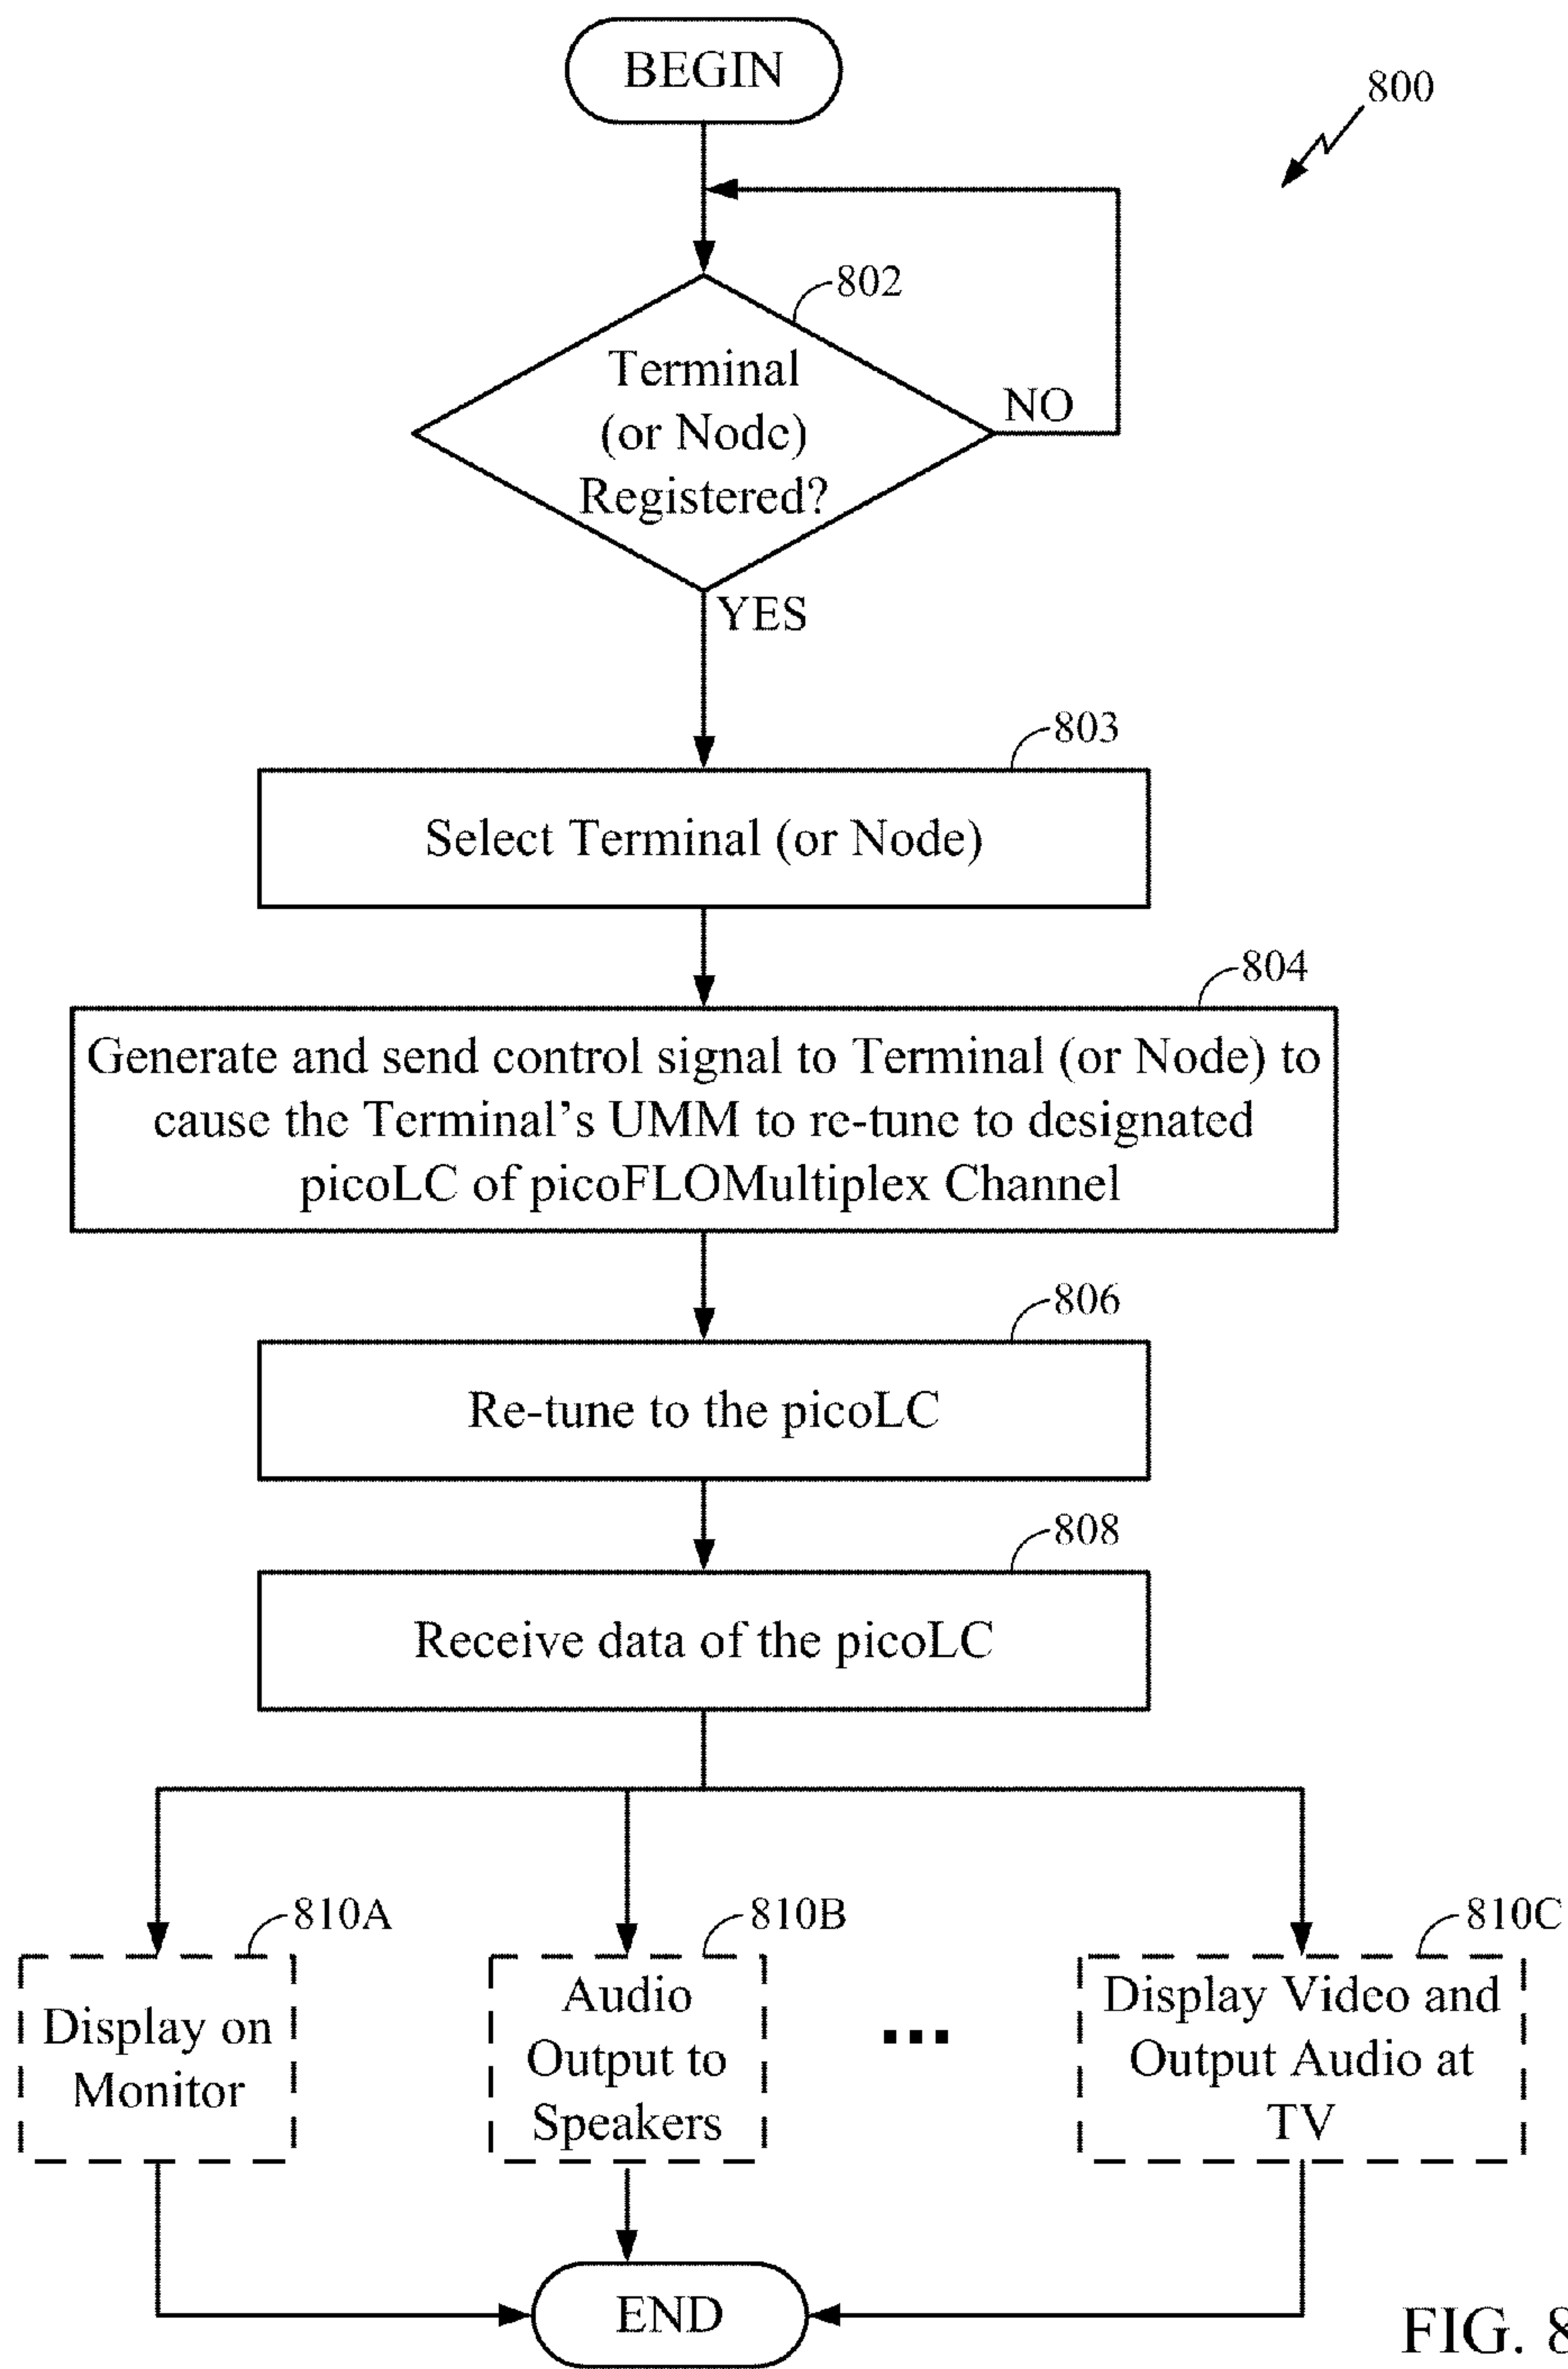 BEGIN
800
802
Terminal
(or Node)
Registered?
NO
YES
803
Select Terminal (or Node)
804
Generate and send control signal to Terminal (or Node) to
cause the Terminal’s UMM to re-tune to designated
picoLC of picoFLOMultiplex Channel
806
Re-tune to the picoLC
808
Receive data of the picoLC
810A
Display on
Monitor
810B
Audio
Output to
Speakers
...
810C
Display Video and
Output Audio at
TV
END
FIG. 8